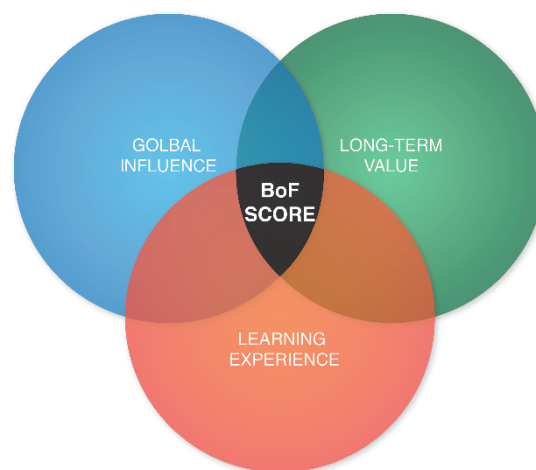 GOLBAL
INFLUENCE
LONG-TERM
VALUE
BoF
SCORE
LEARNING
EXPERIENCE